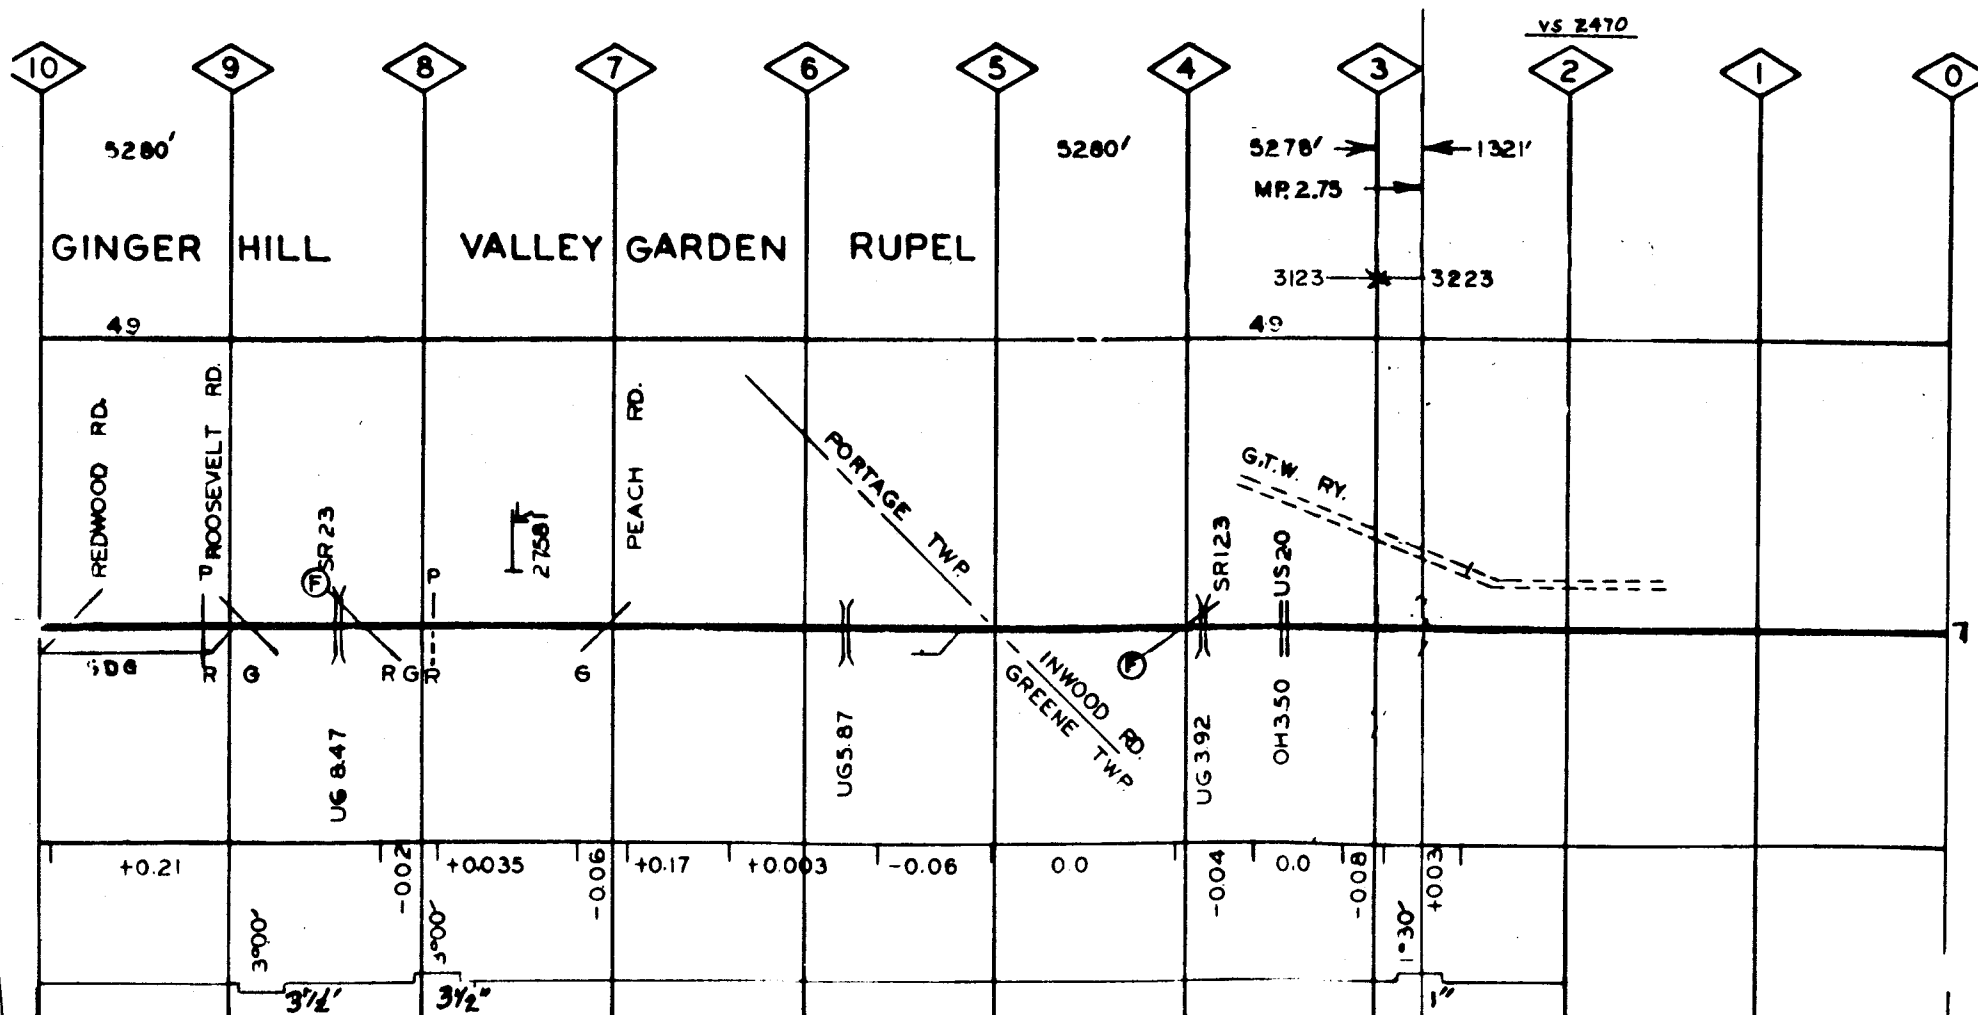 VS 2470
10 9 8 7 6 5 4 3 2 1 0
5280' 5280' 5278' 1321'
MP. 2.75
GINGER HILL VALLEY GARDEN RUPEL
3123 3223
49 49
REDWOOD RD.
ROOSEVELT RD.
PEACH RD.
PORTAGE TWP.
G.T.W. RY.
SR 23
27581
SR123
US20
P
P
F
F
7
R G R G R G
INWOOD RD.
GREENE TWP.
UG 8.47
UG5.87
UG 3.92
OH3.50
+0.21 -0.02 +0.035 -0.06 +0.17 +0.003 -0.06 0.0 -0.04 0.0 -0.08 +0.03
3°00' 3°00' 1°30'
3½" 3½" 1"